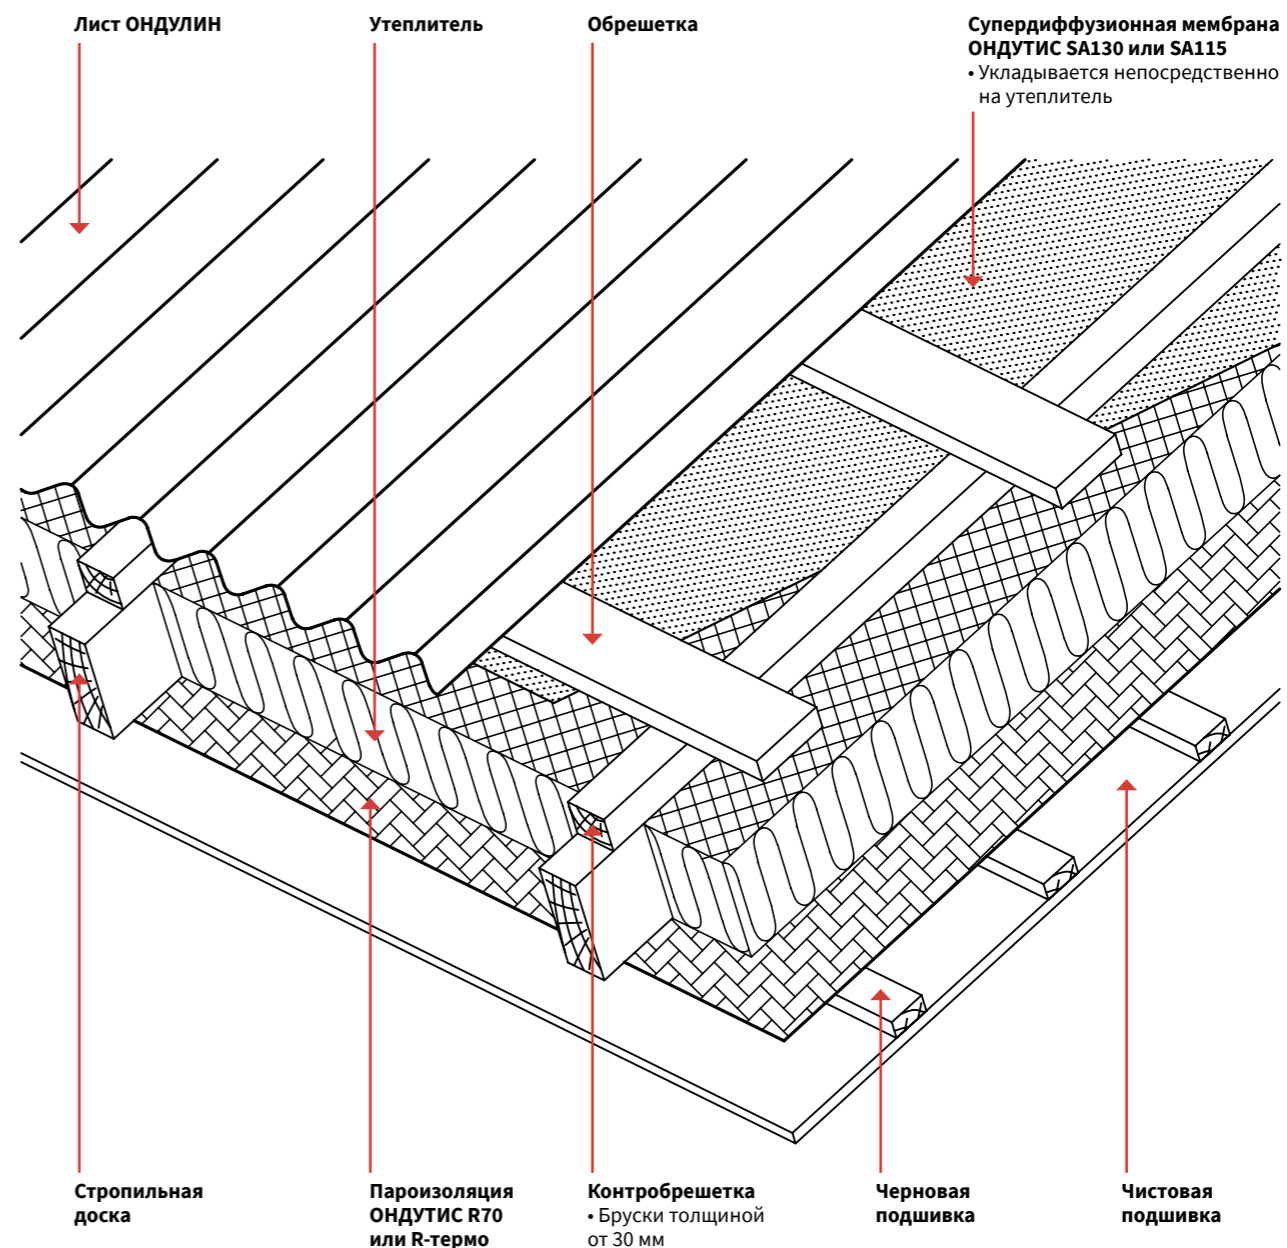 Лист ОНДУЛИН
Утеплитель
Обрешетка
Супердиффузионная мембрана
ОНДУТИС SA130 или SA115
• Укладывается непосредственно
на утеплитель
Стропильная
доска
Пароизоляция
ОНДУТИС R70
или R-термо
Контробрешетка
• Бруски толщиной
от 30 мм
Черновая
подшивка
Чистовая
подшивка